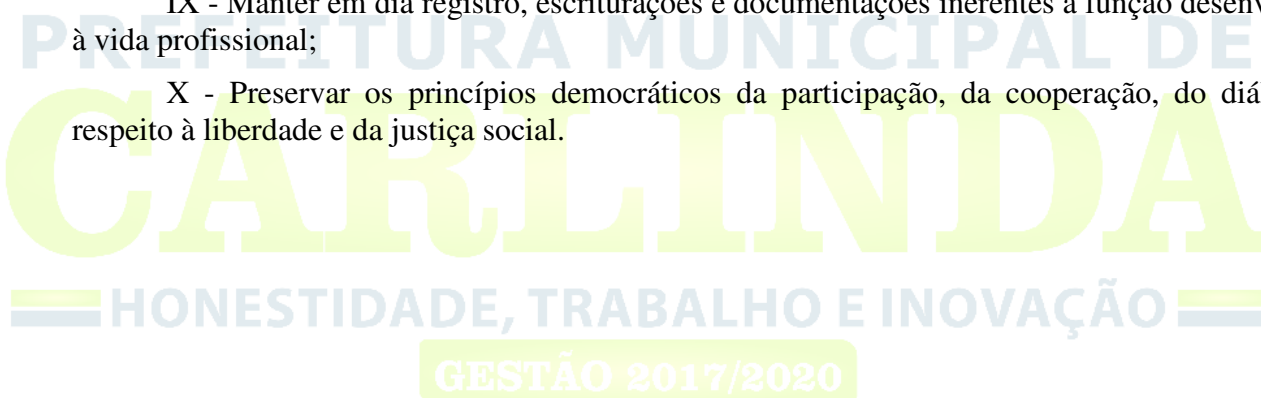 IX - Manter em dia registro, escriturações e documentações inerentes à função desenv
à vida profissional;
X - Preservar os princípios democráticos da participação, da cooperação, do diá
respeito à liberdade e da justiça social.
PREFEITURA MUNICIPAL DE
CARLINDA
HONESTIDADE, TRABALHO E INOVAÇÃO
GESTÃO 2017/2020